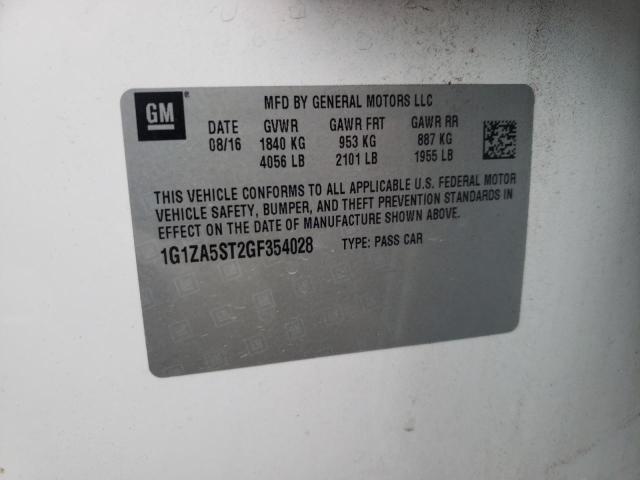 GM
MFD BY GENERAL MOTORS LLC
DATE GVWR GAWR FRT GAWR RR
08/16 1840 KG 953 KG 887 KG
4056 LB 2101 LB 1955 LB
THIS VEHICLE CONFORMS TO ALL APPLICABLE U.S. FEDERAL MOTOR
VEHICLE SAFETY, BUMPER, AND THEFT PREVENTION STANDARDS IN
EFFECT ON THE DATE OF MANUFACTURE SHOWN ABOVE.
1G1ZA5ST2GF354028 TYPE: PASS CAR